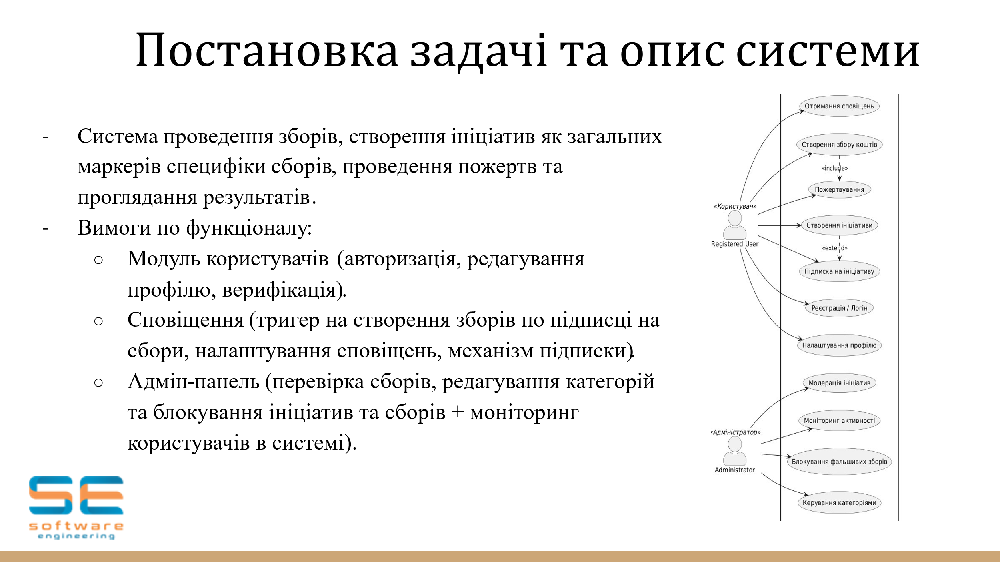 Постановка задачі та опис системи
- Система проведення зборів, створення ініціатив як загальних
маркерів специфіки сборів, проведення пожертв та
проглядання результатів.
- Вимоги по функціоналу:
○ Модуль користувачів (авторизація, редагування
профілю, верифікація).
○ Сповіщення (тригер на створення зборів по підписці на
сбори, налаштування сповіщень, механізм підписки).
○ Адмін-панель (перевірка сборів, редагування категорій
та блокування ініціатив та сборів + моніторинг
користувачів в системі).
Отримання сповіщень
Створення збору коштів
«include»
Пожертвування
«Користувач»
Registered User
Створення ініціативи
«extend»
Підписка на ініціативу
Реєстрація / Логін
Налаштування профілю
Модерація ініціатив
Моніторинг активності
«Адміністратор»
Administrator
Блокування фальшивих зборів
Керування категоріями
SE
software
engineering